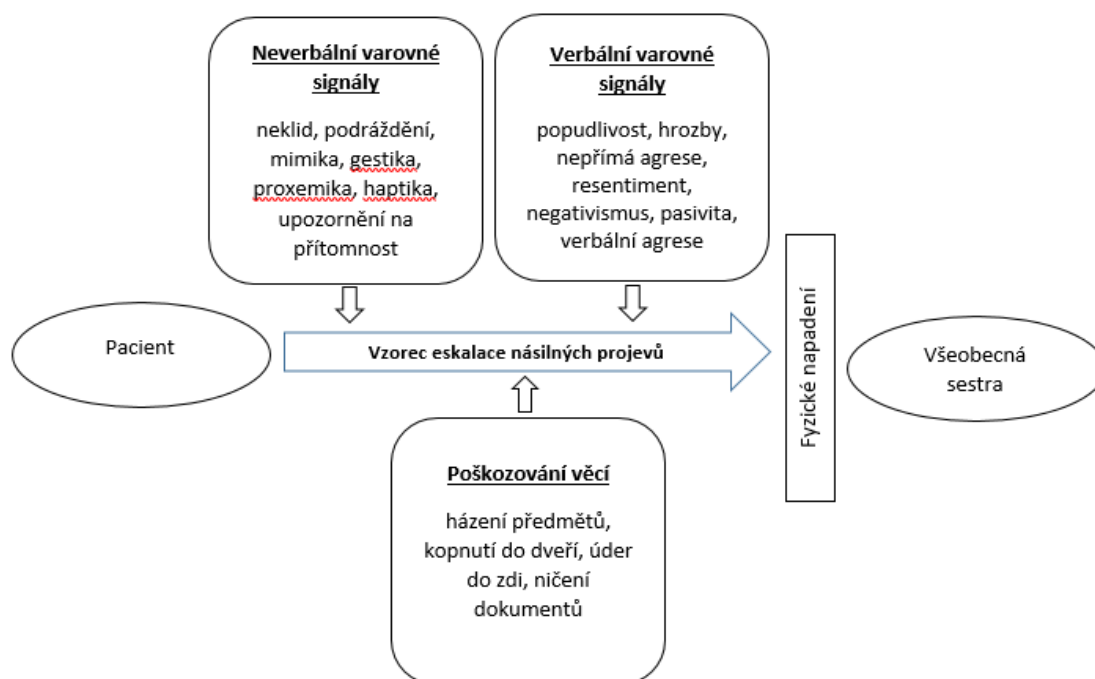 Neverbální varovné
signály
neklid, podráždění,
mimika, gestika,
proxemika, haptika,
upozornění na
přítomnost
Verbální varovné
signály
popudlivost, hrozby,
nepřímá agrese,
resentiment,
negativismus, pasivita,
verbální agrese
Pacient
Vzorec eskalace násilných projevů
Fyzické napadení
Všeobecná
sestra
Poškozování věcí
házení předmětů,
kopnutí do dveří, úder
do zdi, ničení
dokumentů